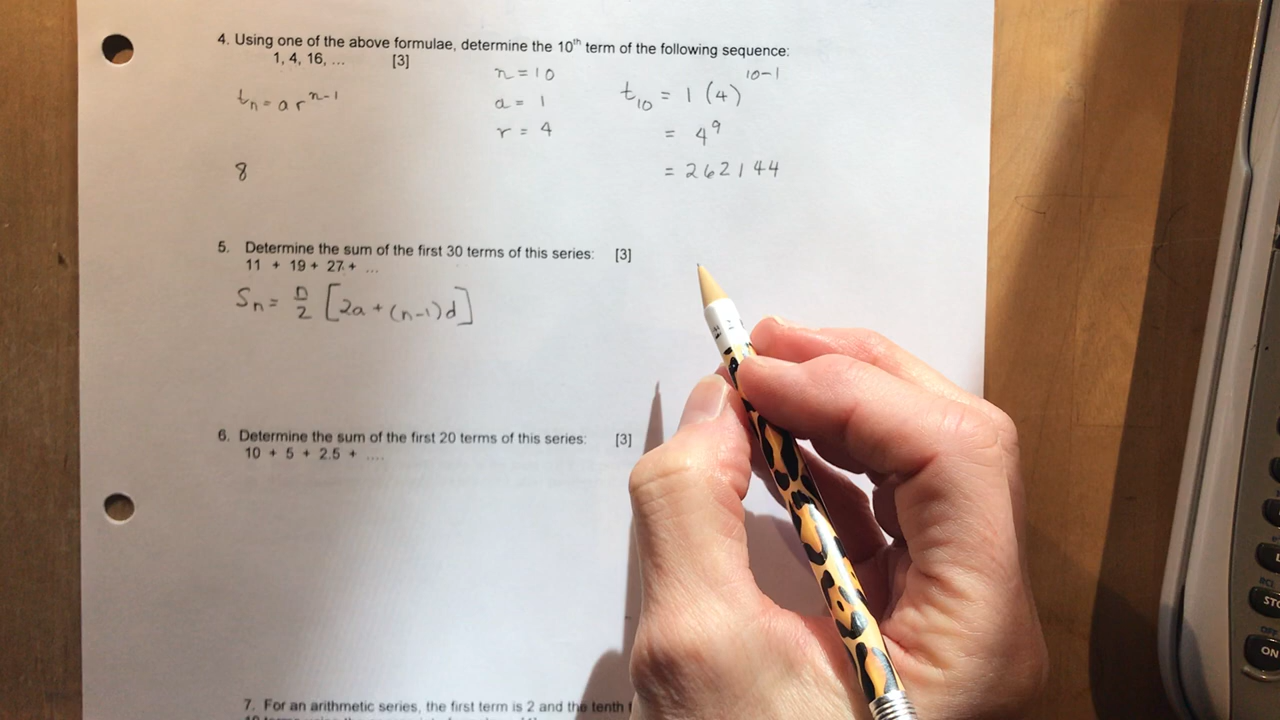 4. Using one of the above formulae, determine the 10th term of the following sequence:
1, 4, 16, ... [3]
tn = ar^n-1
n = 10
a = 1
r = 4
t10 = 1 (4)^10-1
= 4^9
= 262144
8
5. Determine the sum of the first 30 terms of this series: [3]
11 + 19 + 27 + ...
Sn = n/2 [2a + (n-1)d]
6. Determine the sum of the first 20 terms of this series: [3]
10 + 5 + 2.5 + ....
7. For an arithmetic series, the first term is 2 and the tenth
RCL
STO
ON